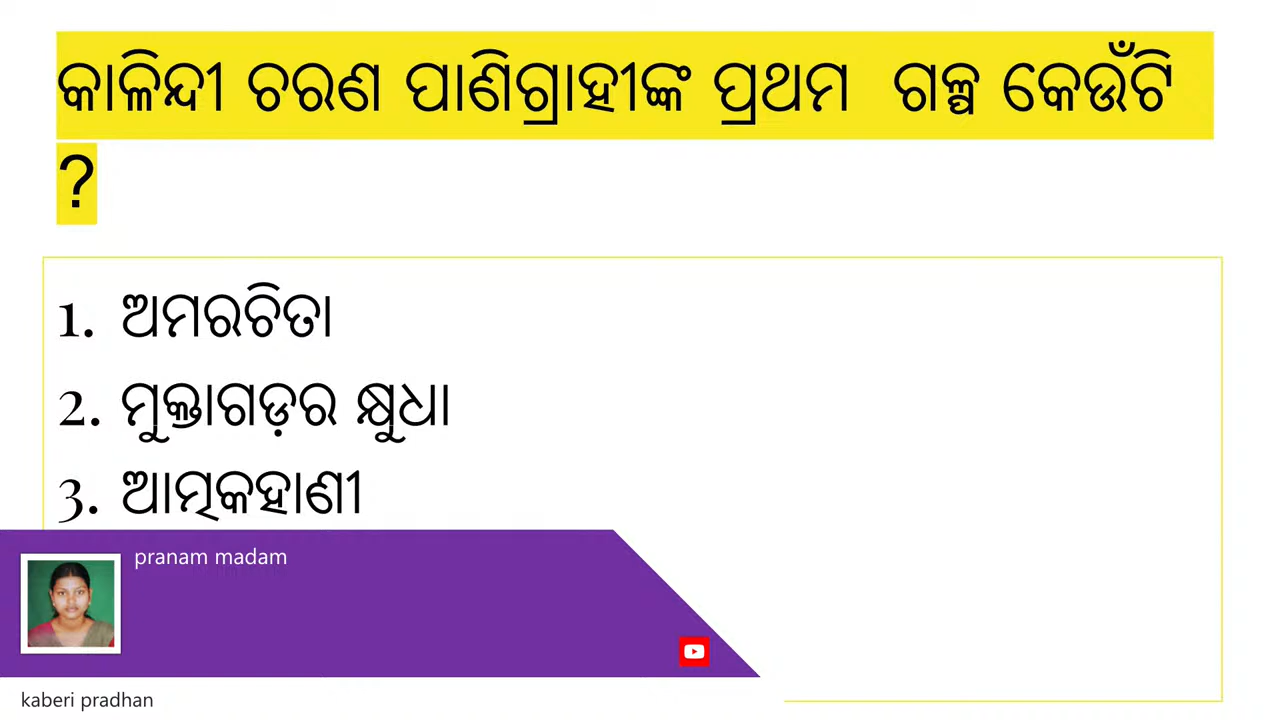 କାଳିନ୍ଦୀ ଚରଣ ପାଣିଗ୍ରାହୀଙ୍କ ପ୍ରଥମ ଗଳ୍ପ କେଉଁଟି
?
1. ଅମରଚିତା
2. ମୁକ୍ତାଗଡ଼ର କ୍ଷୁଧା
3. ଆତ୍ମକହାଣୀ
pranam madam
kaberi pradhan